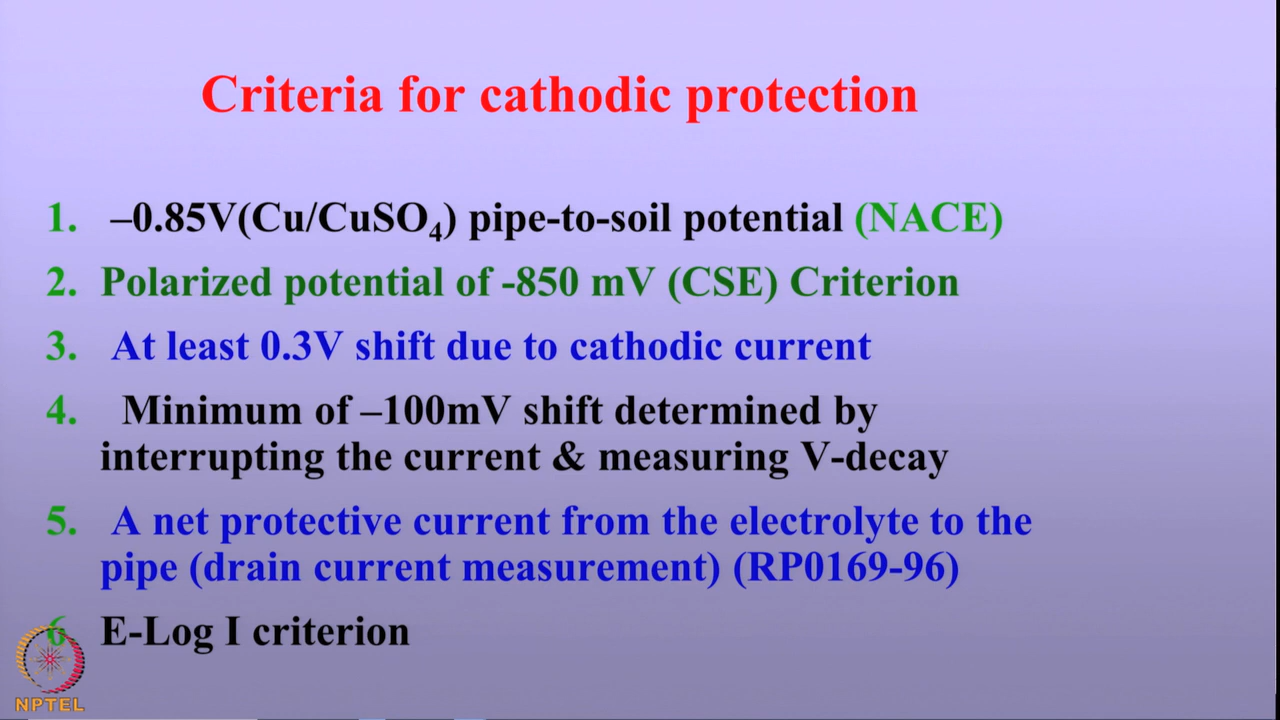 Criteria for cathodic protection
1. –0.85V(Cu/CuSO₄) pipe-to-soil potential (NACE)
2. Polarized potential of -850 mV (CSE) Criterion
3. At least 0.3V shift due to cathodic current
4. Minimum of –100mV shift determined by
interrupting the current & measuring V-decay
5. A net protective current from the electrolyte to the
pipe (drain current measurement) (RP0169-96)
6 E-Log I criterion
NPTEL